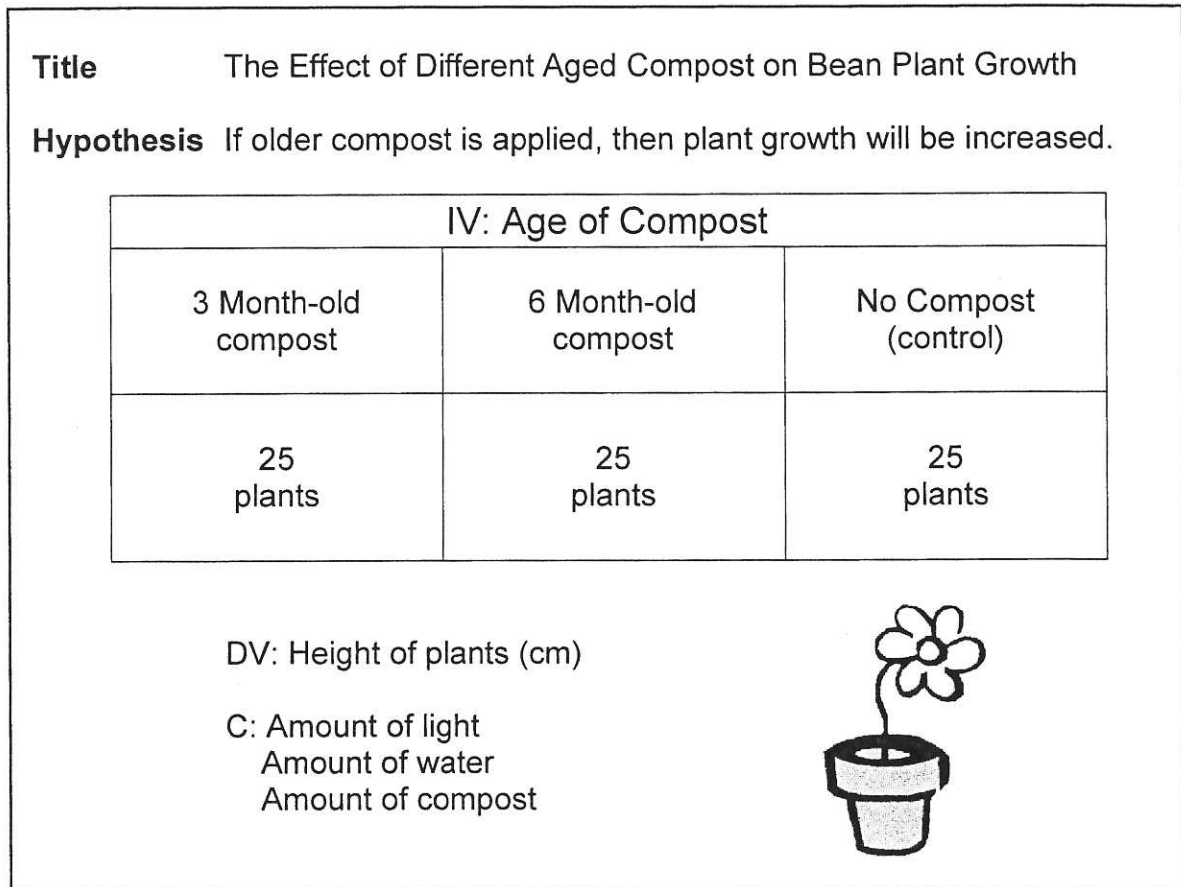 Title The Effect of Different Aged Compost on Bean Plant Growth
Hypothesis If older compost is applied, then plant growth will be increased.
IV: Age of Compost
3 Month-old
compost
6 Month-old
compost
No Compost
(control)
25
plants
25
plants
25
plants
DV: Height of plants (cm)
C: Amount of light
Amount of water
Amount of compost